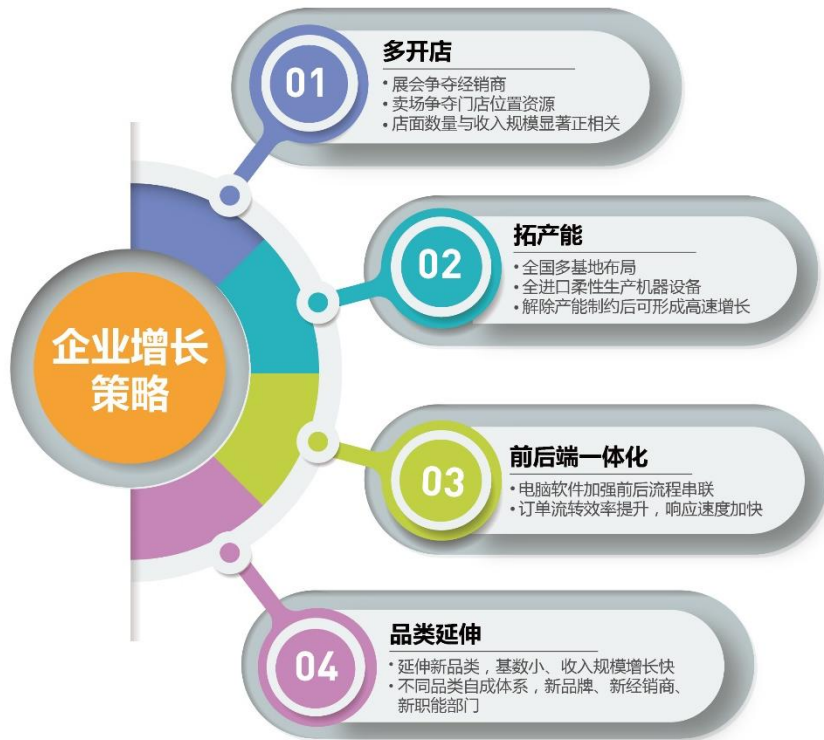 01
多开店
• 展会争夺经销商
• 卖场争夺门店位置资源
• 店面数量与收入规模显著正相关
02
拓产能
• 全国多基地布局
• 全进口柔性生产机器设备
• 解除产能制约后可形成高速增长
企业增长
策略
03
前后端一体化
• 电脑软件加强前后流程串联
• 订单流转效率提升，响应速度加快
04
品类延伸
• 延伸新品类，基数小、收入规模增长快
• 不同品类自成体系，新品牌、新经销商、
新职能部门